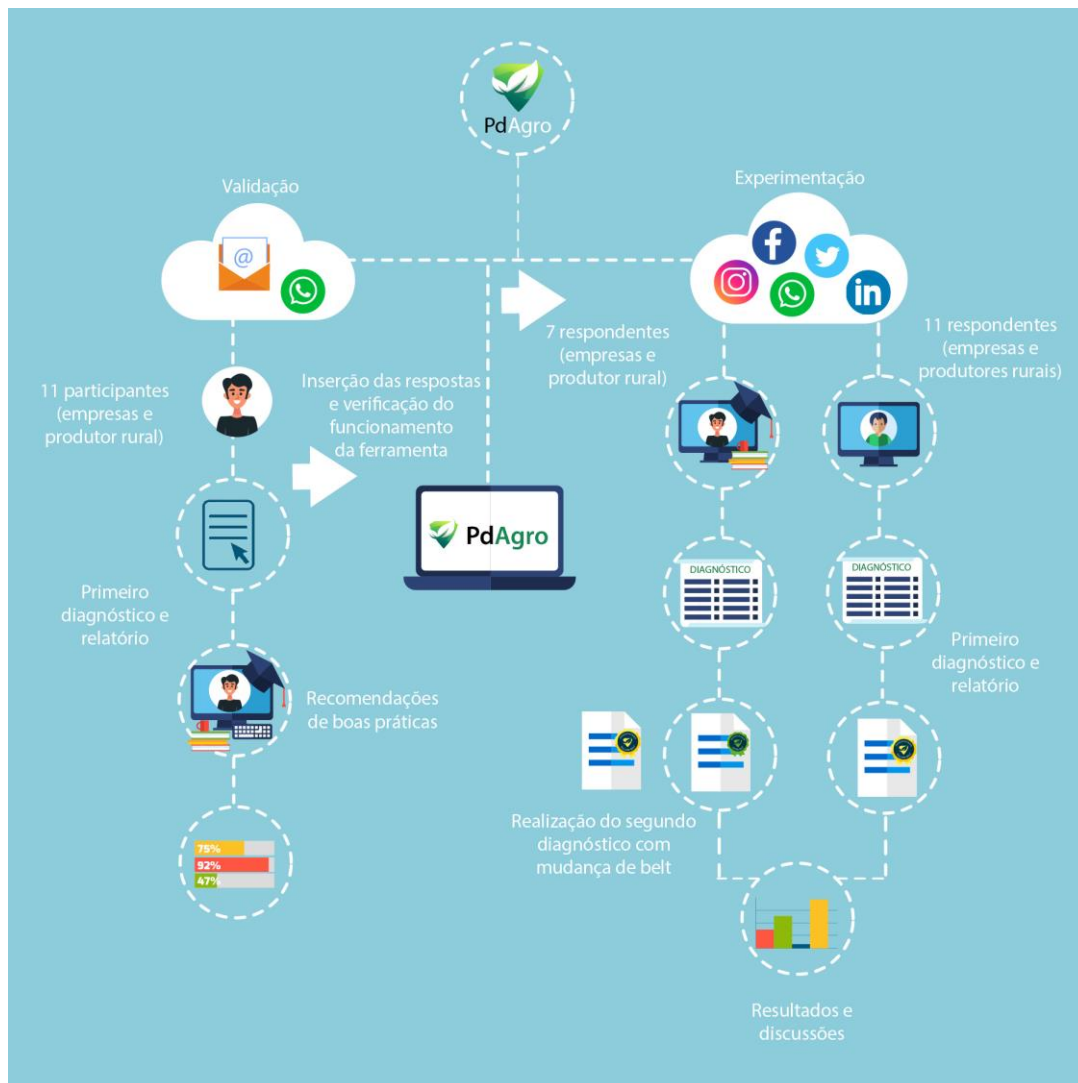 PdAgro
Validação
@
11 participantes
(empresas e
produtor rural)
Inserção das respostas
e verificação do
funcionamento
da ferramenta
PdAgro
Primeiro
diagnóstico e
relatório
Recomendações
de boas práticas
75%
92%
47%
Experimentação
f
in
7 respondentes
(empresas e
produtor rural)
11 respondentes
(empresas e
produtores rurais)
DIAGNÓSTICO
DIAGNÓSTICO
Primeiro
diagnóstico e
relatório
Realização do segundo
diagnóstico com
mudança de belt
Resultados e
discussões